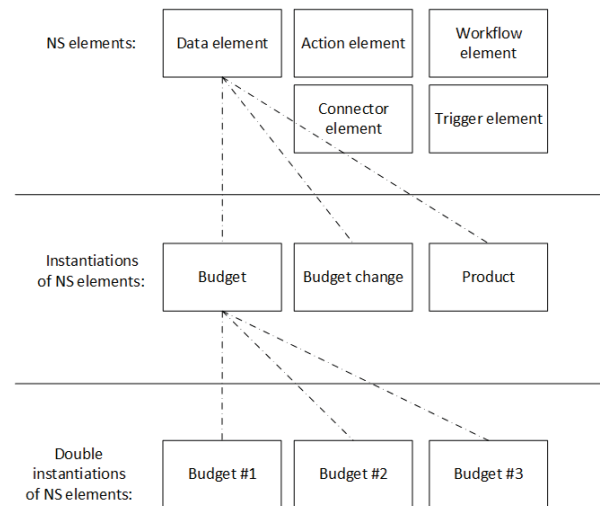 NS elements:
Data element
Action element
Workflow
element
Connector
element
Trigger element
Instantiations
of NS elements:
Budget
Budget change
Product
Double
instantiations
of NS elements:
Budget #1
Budget #2
Budget #3